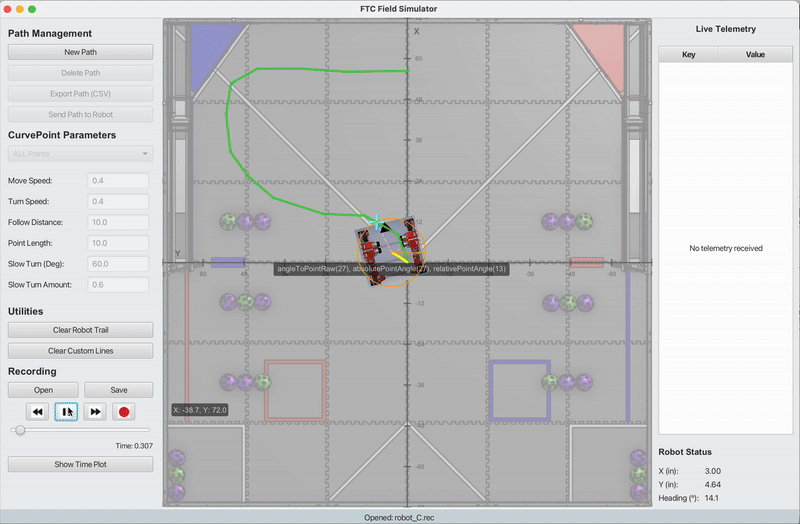 FTC Field Simulator
Path Management
New Path
Delete Path
Export Path (CSV)
Send Path to Robot
CurvePoint Parameters
ALL Points
Move Speed: 0.4
Turn Speed: 0.4
Follow Distance: 10.0
Point Length: 10.0
Slow Turn (Deg): 60.0
Slow Turn Amount: 0.6
Utilities
Clear Robot Trail
Clear Custom Lines
Recording
Open Save
Time: 0.307
Show Time Plot
X
60
48
36
24
12
Y
60 48 -36 -60
angleToPointRaw(27), absolutePointAngle(27), relativePointAngle(13)
-12
-24
-36
-48
-60
X: -38.7, Y: 72.0
Live Telemetry
Key Value
No telemetry received
Robot Status
X (in): 3.00
Y (in): 4.64
Heading (°): 14.1
Opened: robot_C.rec